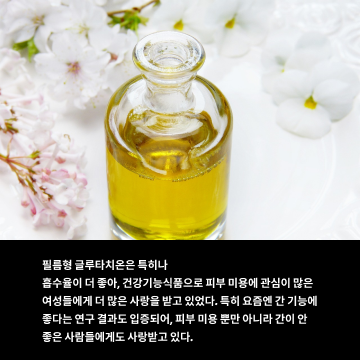 필름형 글루타치온은 특히나
흡수율이 더 좋아, 건강기능식품으로 피부 미용에 관심이 많은
여성들에게 더 많은 사랑을 받고 있었다. 특히 요즘엔 간 기능에
좋다는 연구 결과도 입증되어, 피부 미용 뿐만 아니라 간이 안
좋은 사람들에게도 사랑받고 있다.